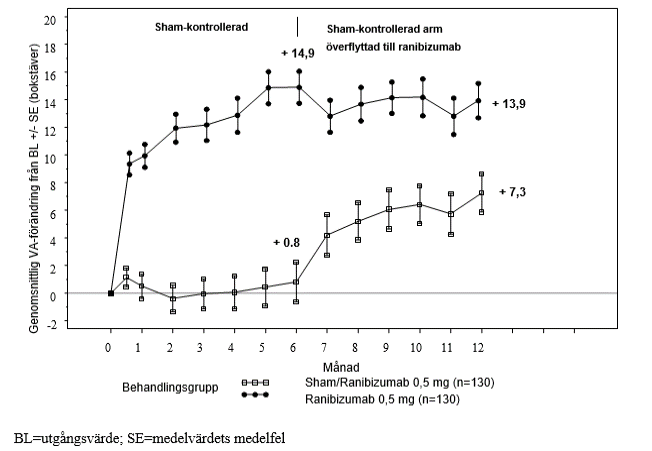 Sham-kontrollerad
Sham-kontrollerad arm
överflyttad till ranibizumab
+ 14,9
+ 13,9
+ 7,3
+ 0.8
Genomsnittlig VA-förändring från BL +/- SE (bokstäver)
20
18
16
14
12
10
8
6
4
2
0
-2
0 1 2 3 4 5 6 7 8 9 10 11 12
Månad
Behandlingsgrupp
Sham/Ranibizumab 0,5 mg (n=130)
Ranibizumab 0,5 mg (n=130)
BL=utgångsvärde; SE=medelvärdets medelfel